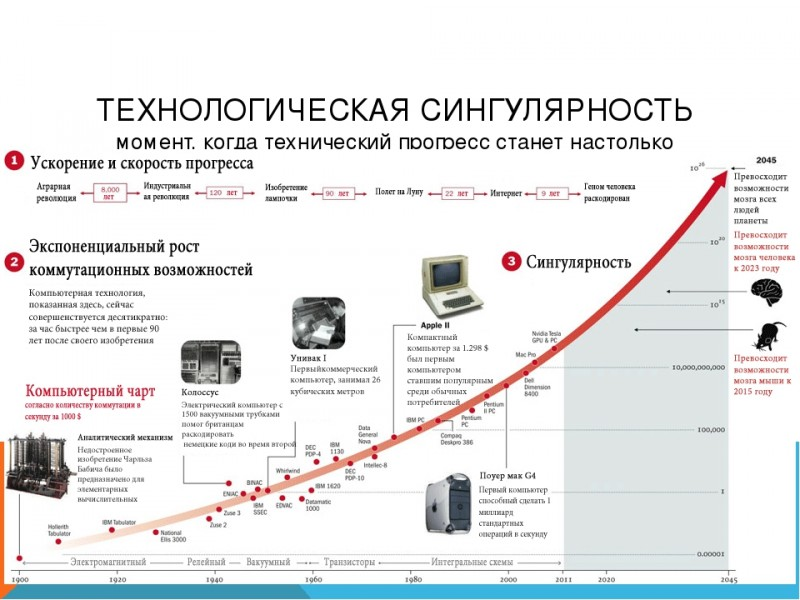 ТЕХНОЛОГИЧЕСКАЯ СИНГУЛЯРНОСТЬ
момент, когда технический прогресс станет настолько
1 Ускорение и скорость прогресса
Аграрная
революция
8,000
лет
Индустриальн
ая революция
120 лет
Изобретение
лампочки
90 лет
Полет на Луну
22 лет
Интернет
9 лет
Геном человека
раскодирован
2 Экспоненциальный рост
коммутационных возможностей
Компьютерная технология,
показанная здесь, сейчас
совершенствуется десятикратно:
за час быстрее чем в первые 90
лет после своего изобретения
3 Сингулярность
2045
Превосходит
возможности
мозга всех
людей
планеты
Превосходит
возможности
мозга человека
к 2023 году
Превосходит
возможности
мозга мыши к
2015 году
10²⁶
10²⁰
10¹⁵
10,000,000,000
100,000
1
0.00001
Компьютерный чарт
согласно количеству коммутации в
секунду за 1000 $
Аналитический механизм
Недостроенное
изобретение Чарльза
Бабича было
предназначено для
элементарных
вычислительных
Колоссус
Электрический компьютер с
1500 вакуумными трубками
помог британцам
раскодировать
немецкие коди во время второй
Унивак I
Первыйкоммерческий
компьютер, занимал 26
кубических метров
Apple II
Компактный
компьютер за 1.298 $
был первым
компьютером
ставшим популярным
среди обычных
потребителей
Поуер мак G4
Первый компьютер
способный сделать 1
миллиард
стандартных
операций в секунду
Hollerith
Tabulator
IBM Tabulator
National
Ellis 3000
Zuse 2
Zuse 3
ENIAC
BINAC
IBM
SSEC
Whirlwind
EDVAC
Datamatic
1000
IBM 1620
DEC
PDP-4
IBM
1130
DEC
PDP-10
Data
General
Nova
Intellec-8
IBM PC
Compaq
Deskpro 386
Pentium
PC
Pentium
II PC
Dell
Dimension
8400
Mac Pro
Nvidia Tesla
GPU & PC
Электромагнитный
Релейный
Вакуумный
Транзисторы
Интегральные схемы
1900
1920
1940
1960
1980
2000
2011
2020
2045